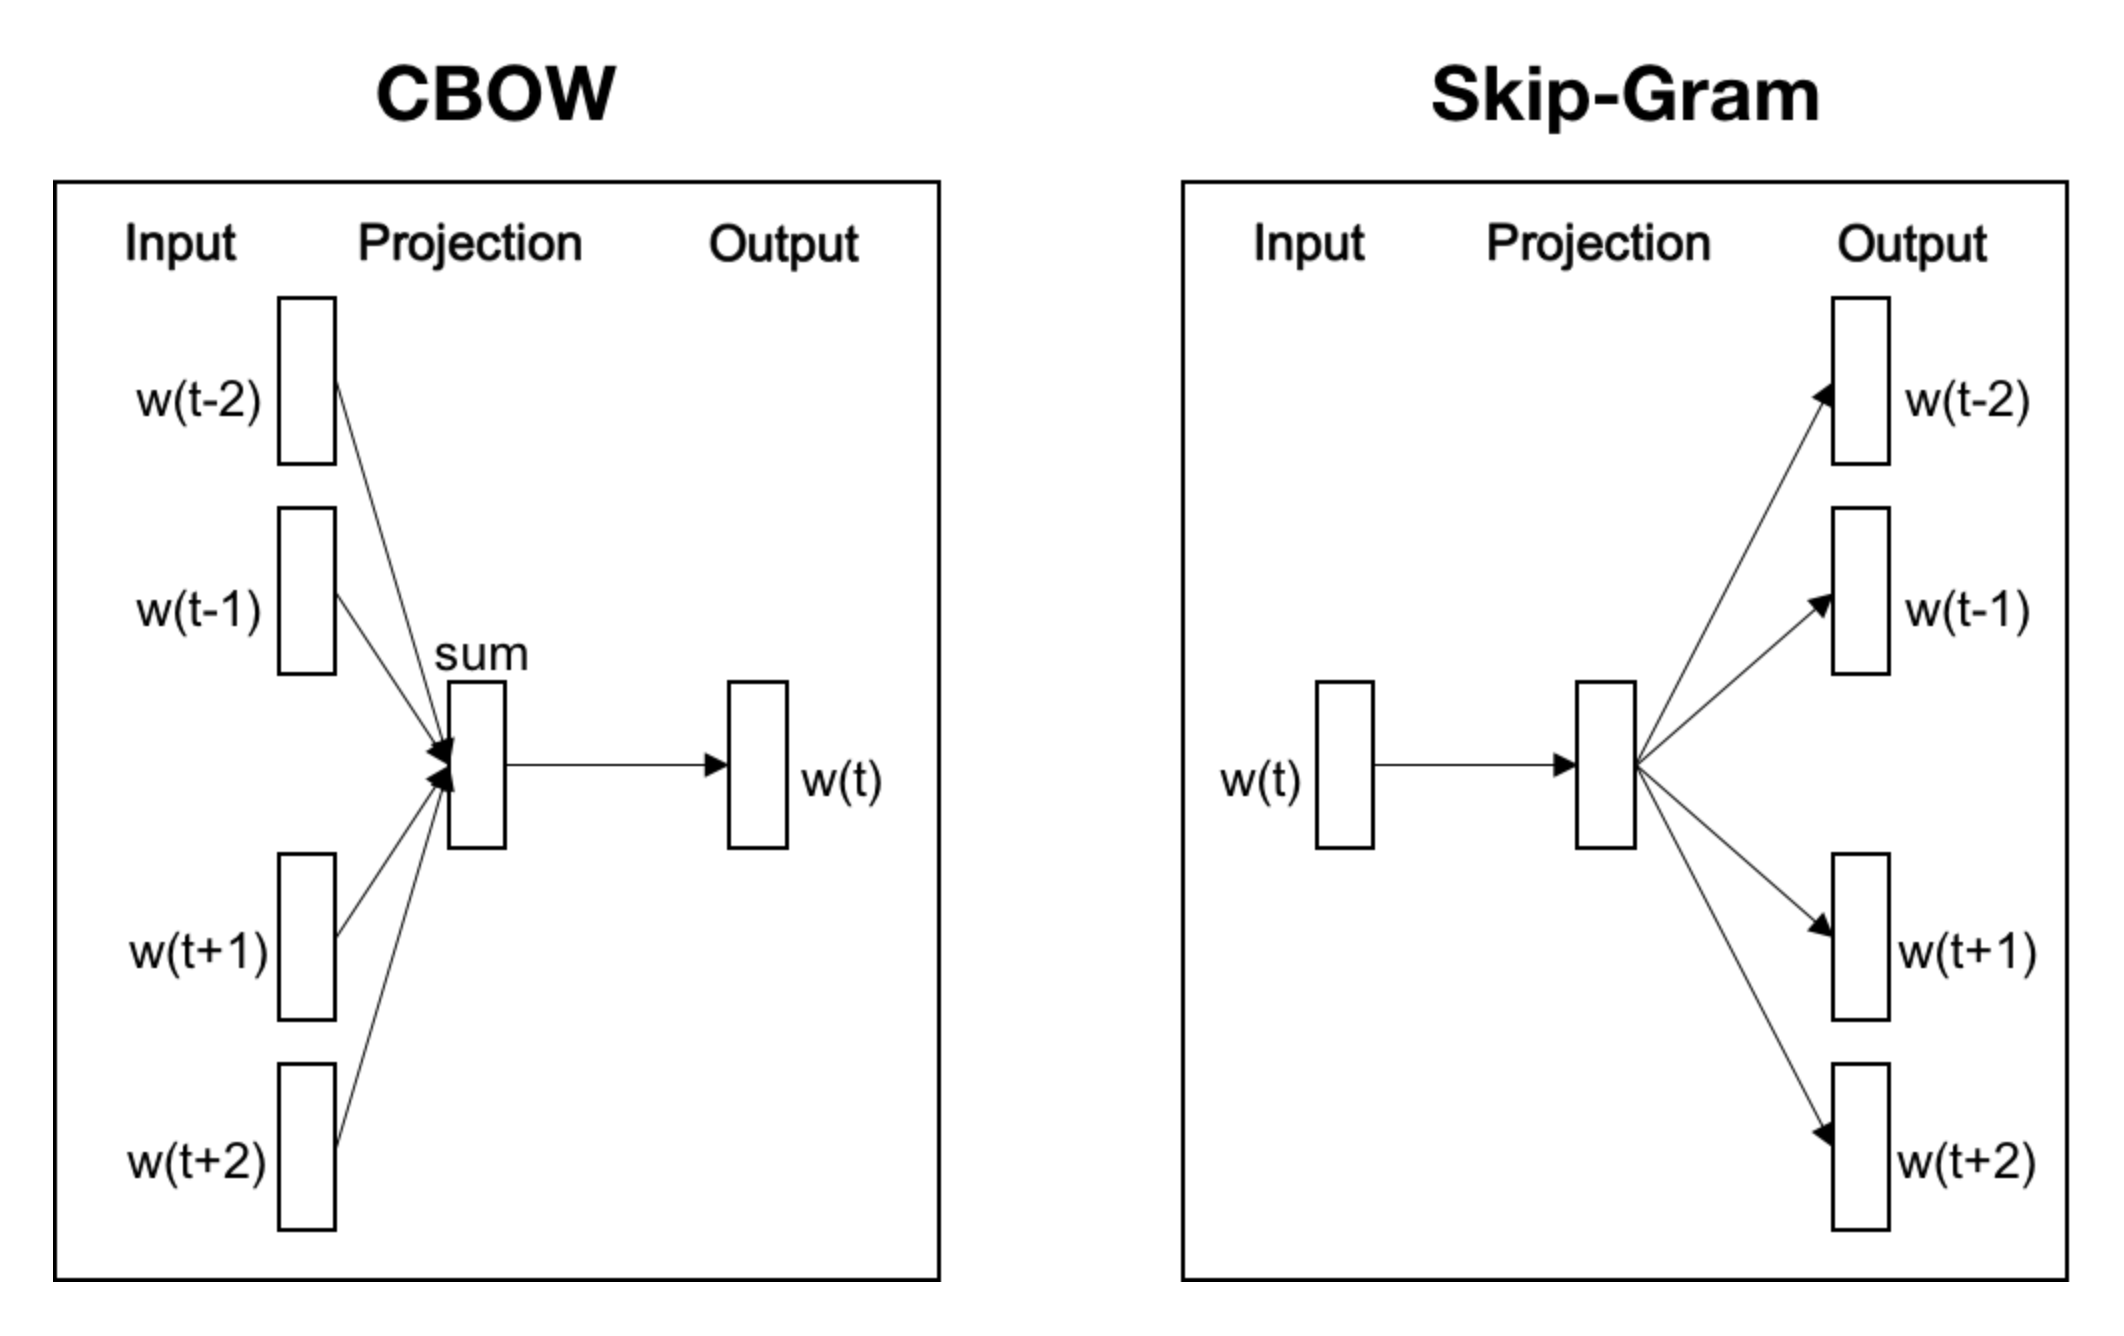 CBOW
Input Projection Output
w(t-2)
w(t-1)
sum
w(t)
w(t+1)
w(t+2)
Skip-Gram
Input Projection Output
w(t-2)
w(t-1)
w(t)
w(t+1)
w(t+2)